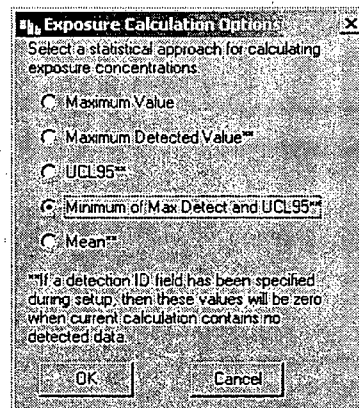 Exposure Calculation Options
Select a statistical approach for calculating
exposure concentrations.
Maximum Value
Maximum Detected Value**
UCL95**
Minimum of Max Detect and UCL95**
Mean**
**If a detection ID field has been specified
during setup, then these values will be zero
when current calculation contains no
detected data.
OK Cancel